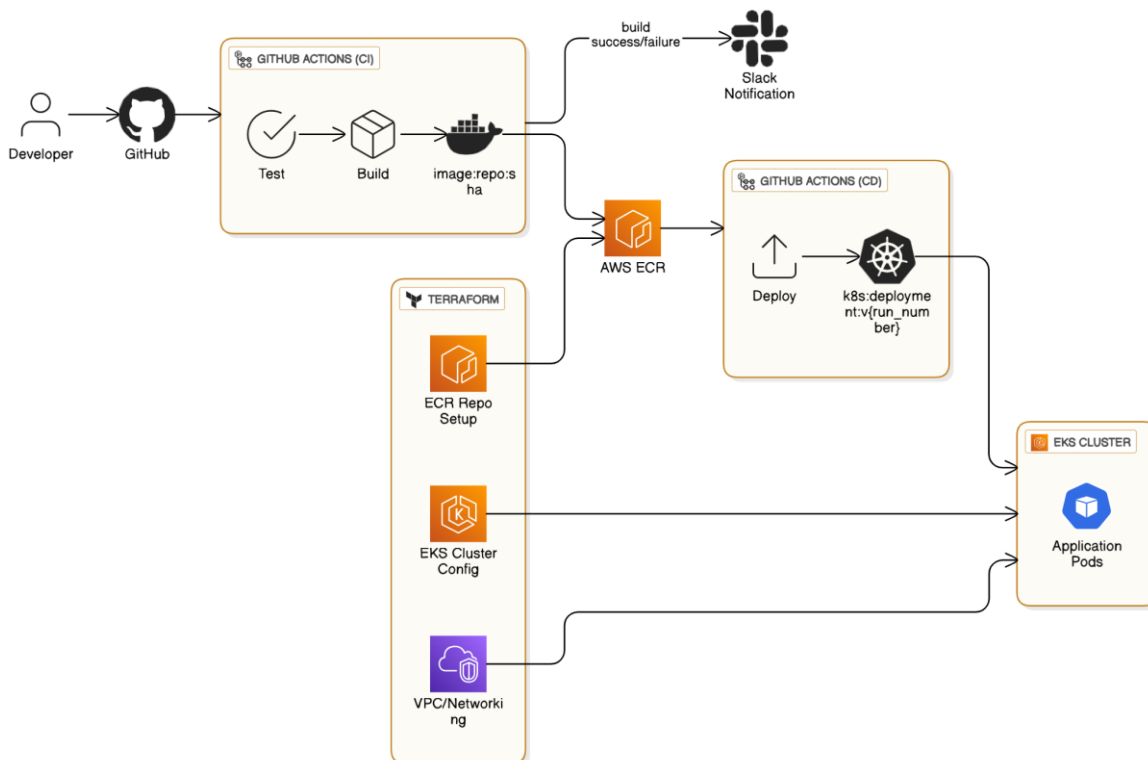 build
success/failure
Slack
Notification
GITHUB ACTIONS (CI)
Developer
GitHub
Test
Build
image:repo:s
ha
GITHUB ACTIONS (CD)
AWS ECR
Deploy
k8s:deployme
nt:v{run_num
ber}
TERRAFORM
ECR Repo
Setup
EKS CLUSTER
K
EKS Cluster
Config
Application
Pods
VPC/Networki
ng